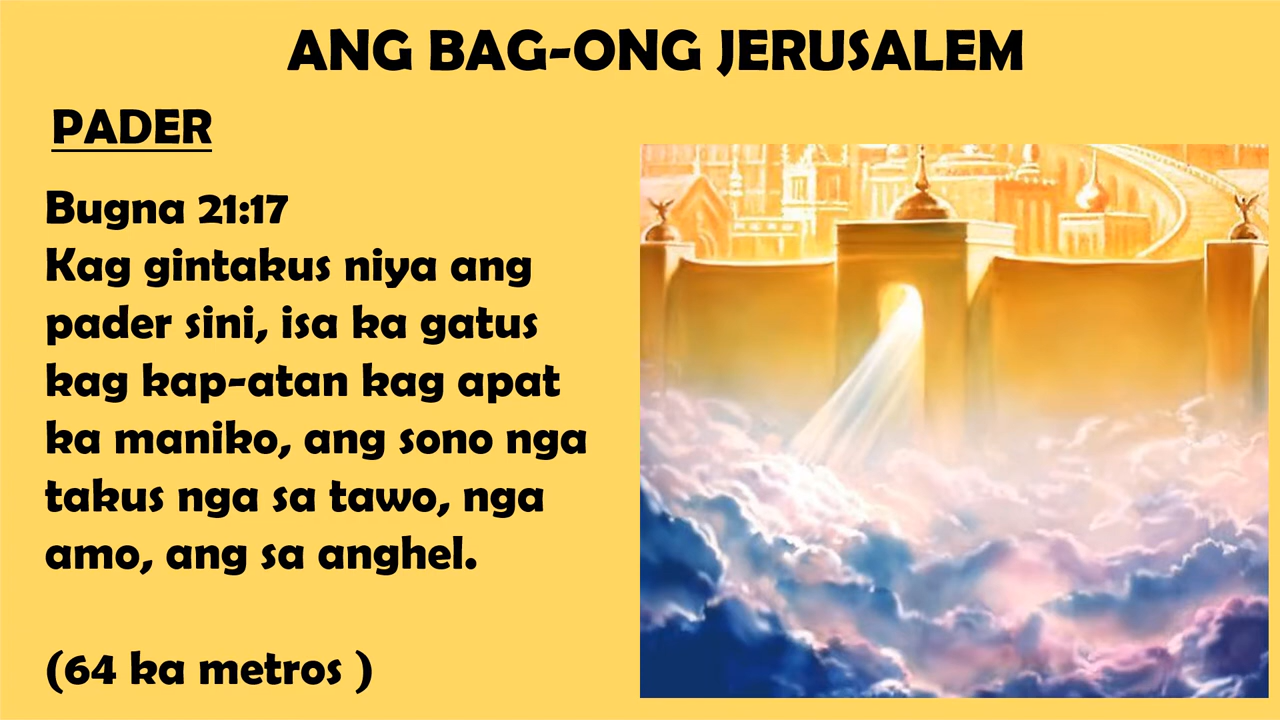 ANG BAG-ONG JERUSALEM
PADER
Bugna 21:17
Kag gintakus niya ang
pader sini, isa ka gatus
kag kap-atan kag apat
ka maniko, ang sono nga
takus nga sa tawo, nga
amo, ang sa anghel.
(64 ka metros )